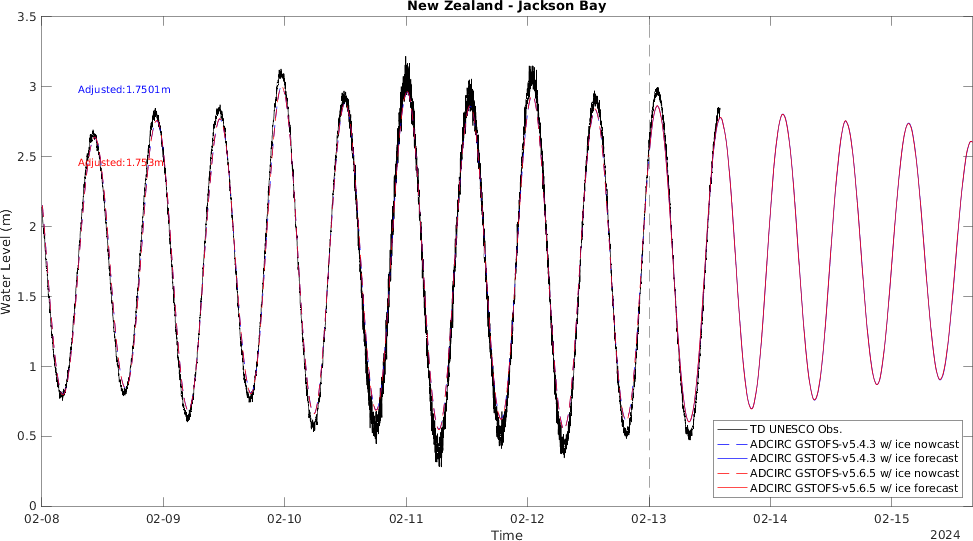 New Zealand - Jackson Bay
3.5
3
2.5
2
1.5
1
0.5
0
Water Level (m)
Adjusted:1.7501m
Adjusted:1.753m
TD UNESCO Obs.
ADCIRC GSTOFS-v5.4.3 w/ ice nowcast
ADCIRC GSTOFS-v5.4.3 w/ ice forecast
ADCIRC GSTOFS-v5.6.5 w/ ice nowcast
ADCIRC GSTOFS-v5.6.5 w/ ice forecast
02-08 02-09 02-10 02-11 02-12 02-13 02-14 02-15
Time
2024